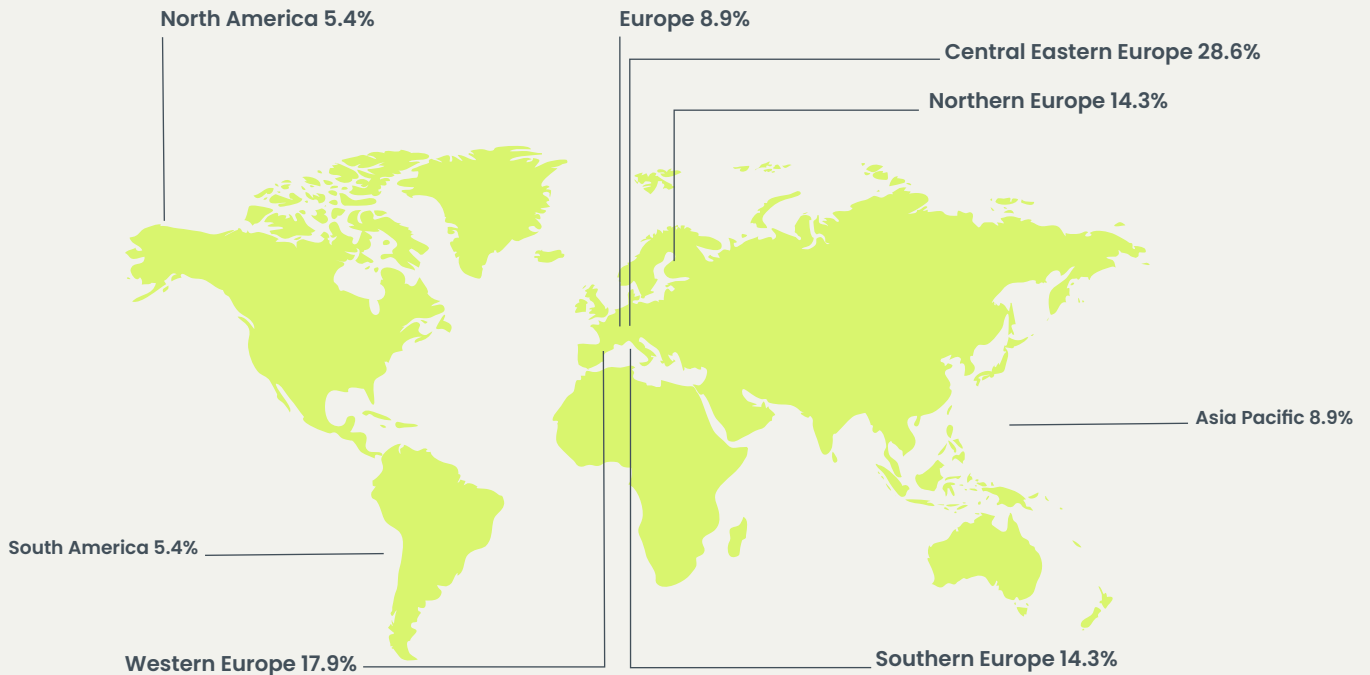 North America 5.4%
Europe 8.9%
Central Eastern Europe 28.6%
Northern Europe 14.3%
Asia Pacific 8.9%
South America 5.4%
Western Europe 17.9%
Southern Europe 14.3%